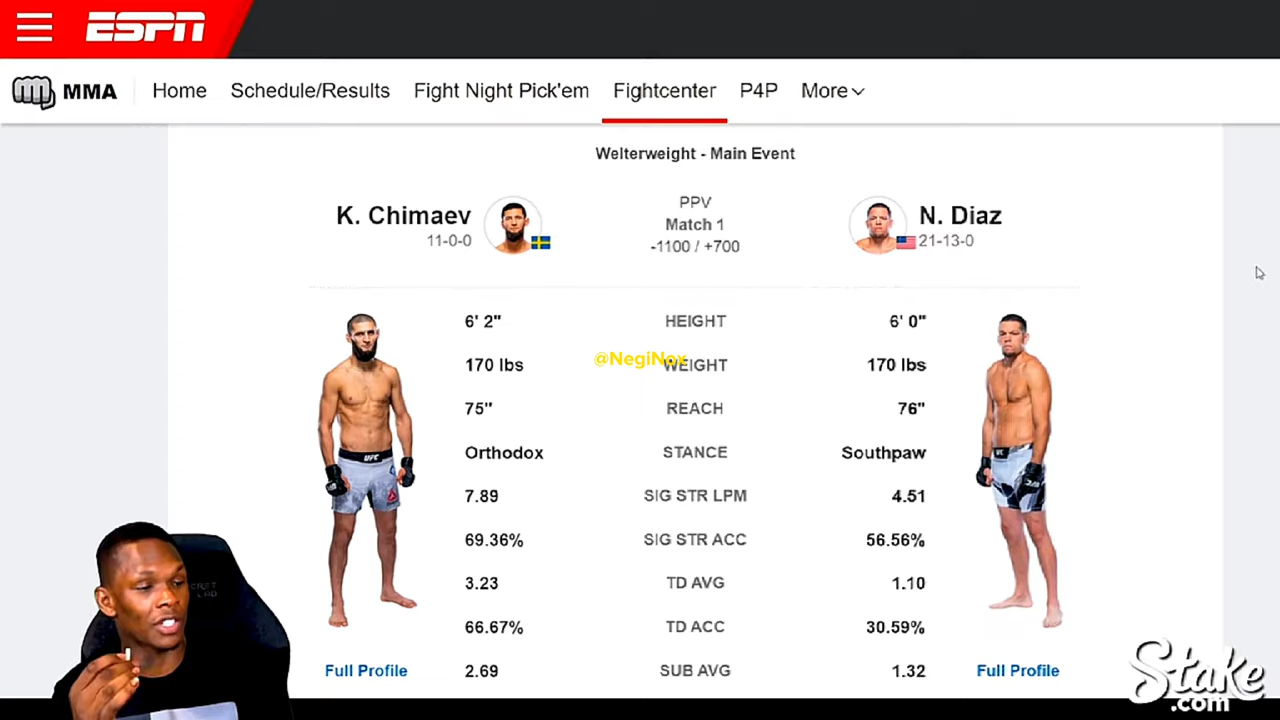 ESPN
MMA Home Schedule/Results Fight Night Pick'em Fightcenter P4P More
Welterweight - Main Event
K. Chimaev
11-0-0
PPV
Match 1
-1100 / +700
N. Diaz
21-13-0
6' 2" HEIGHT 6' 0"
@NegiNox
170 lbs WEIGHT 170 lbs
75" REACH 76"
Orthodox STANCE Southpaw
UFC
7.89 SIG STR LPM 4.51
69.36% SIG STR ACC 56.56%
3.23 TD AVG 1.10
66.67% TD ACC 30.59%
Full Profile 2.69 SUB AVG 1.32 Full Profile
Stake
.com